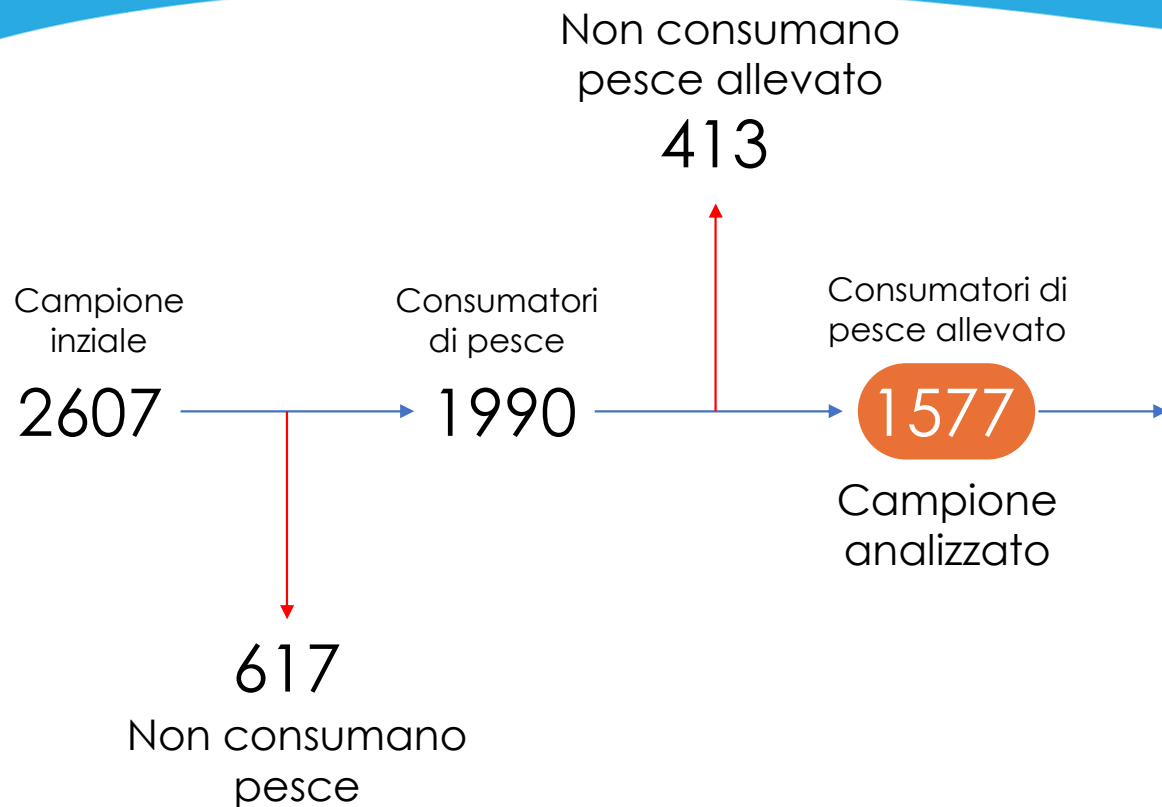 Non consumano
pesce allevato
413
Campione
inziale
2607
Consumatori
di pesce
1990
Consumatori di
pesce allevato
1577
Campione
analizzato
617
Non consumano
pesce